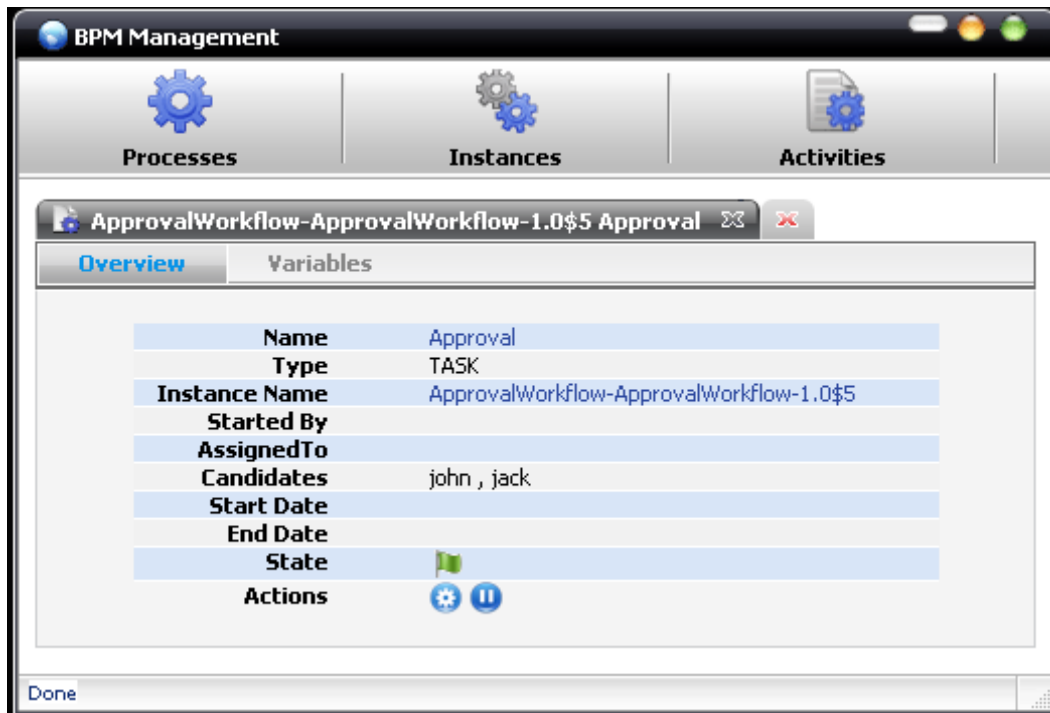 BPM Management
Processes Instances Activities
ApprovalWorkflow-ApprovalWorkflow-1.0$5 Approval
Overview Variables
Name Approval
Type TASK
Instance Name ApprovalWorkflow-ApprovalWorkflow-1.0$5
Started By
AssignedTo
Candidates john , jack
Start Date
End Date
State
Actions
Done